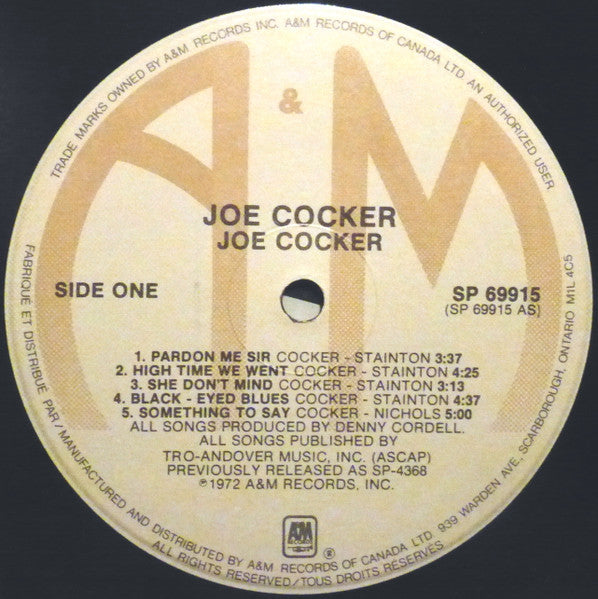 TRADE MARKS OWNED BY A&M RECORDS INC. A&M RECORDS OF CANADA LTD. AN AUTHORIZED USER
A&M
JOE COCKER
JOE COCKER
SIDE ONE
SP 69915
(SP 69915 AS)
1. PARDON ME SIR COCKER - STAINTON 3:37
2. HIGH TIME WE WENT COCKER - STAINTON 4:25
3. SHE DON'T MIND COCKER - STAINTON 3:13
4. BLACK - EYED BLUES COCKER - STAINTON 4:37
5. SOMETHING TO SAY COCKER - NICHOLS 5:00
ALL SONGS PRODUCED BY DENNY CORDELL.
ALL SONGS PUBLISHED BY
TRO-ANDOVER MUSIC, INC. (ASCAP)
PREVIOUSLY RELEASED AS SP-4368
℗1972 A&M RECORDS, INC.
A&M
®
FABRIQUÉ ET DISTRIBUÉ PAR/MANUFACTURED AND DISTRIBUTED BY A&M RECORDS OF CANADA LTD. 939 WARDEN AVE, SCARBOROUGH, ONTARIO M1L 4C5
ALL RIGHTS RESERVED/TOUS DROITS RÉSERVÉS